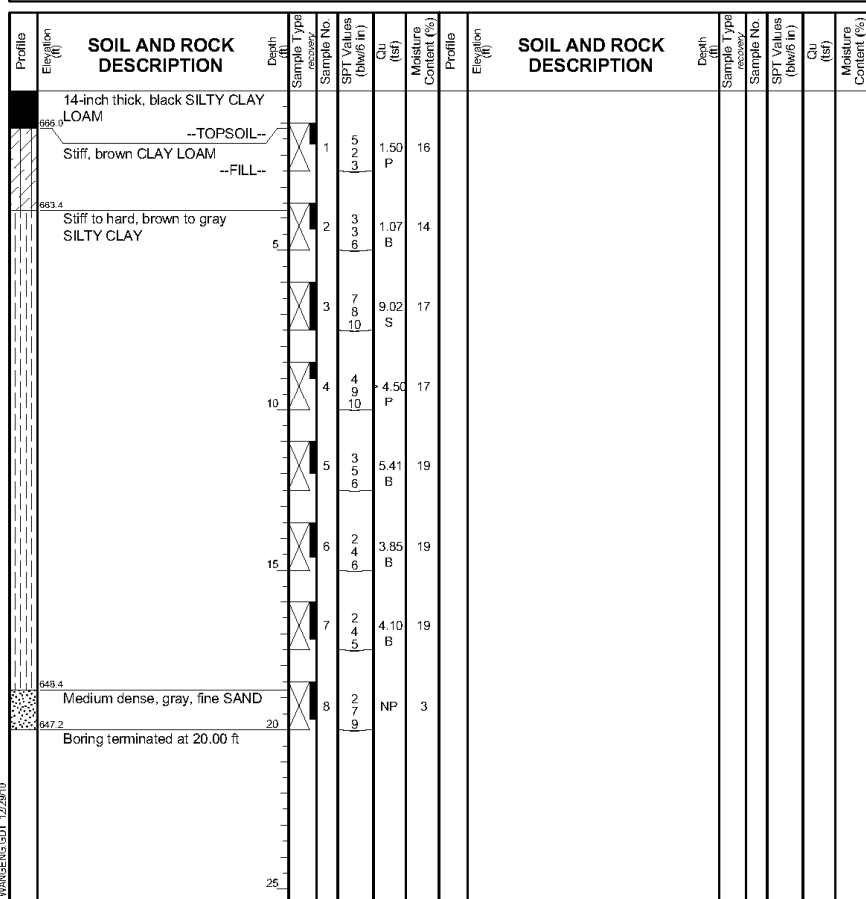 Profile
Elevation (ft)
SOIL AND ROCK
DESCRIPTION
Depth (ft)
Sample Type
recovery
Sample No.
SPT Values (blw/6 in)
Qu (tsf)
Moisture Content (%)
Profile
Elevation (ft)
SOIL AND ROCK
DESCRIPTION
Depth (ft)
Sample Type
recovery
Sample No.
SPT Values (blw/6 in)
Qu (tsf)
Moisture Content (%)
14-inch thick, black SILTY CLAY
LOAM
666.0
--TOPSOIL--
Stiff, brown CLAY LOAM
--FILL--
1
5
2
3
1.50
P
16
663.4
Stiff to hard, brown to gray
SILTY CLAY
5
2
3
3
6
1.07
B
14
3
7
8
10
9.02
S
17
10
4
4
9
10
> 4.50
P
17
5
3
5
6
5.41
B
19
15
6
2
4
6
3.85
B
19
7
2
4
5
4.10
B
19
648.4
Medium dense, gray, fine SAND
8
2
7
9
NP
3
647.2
20
Boring terminated at 20.00 ft
25
WANGENG.GDT 12/29/10